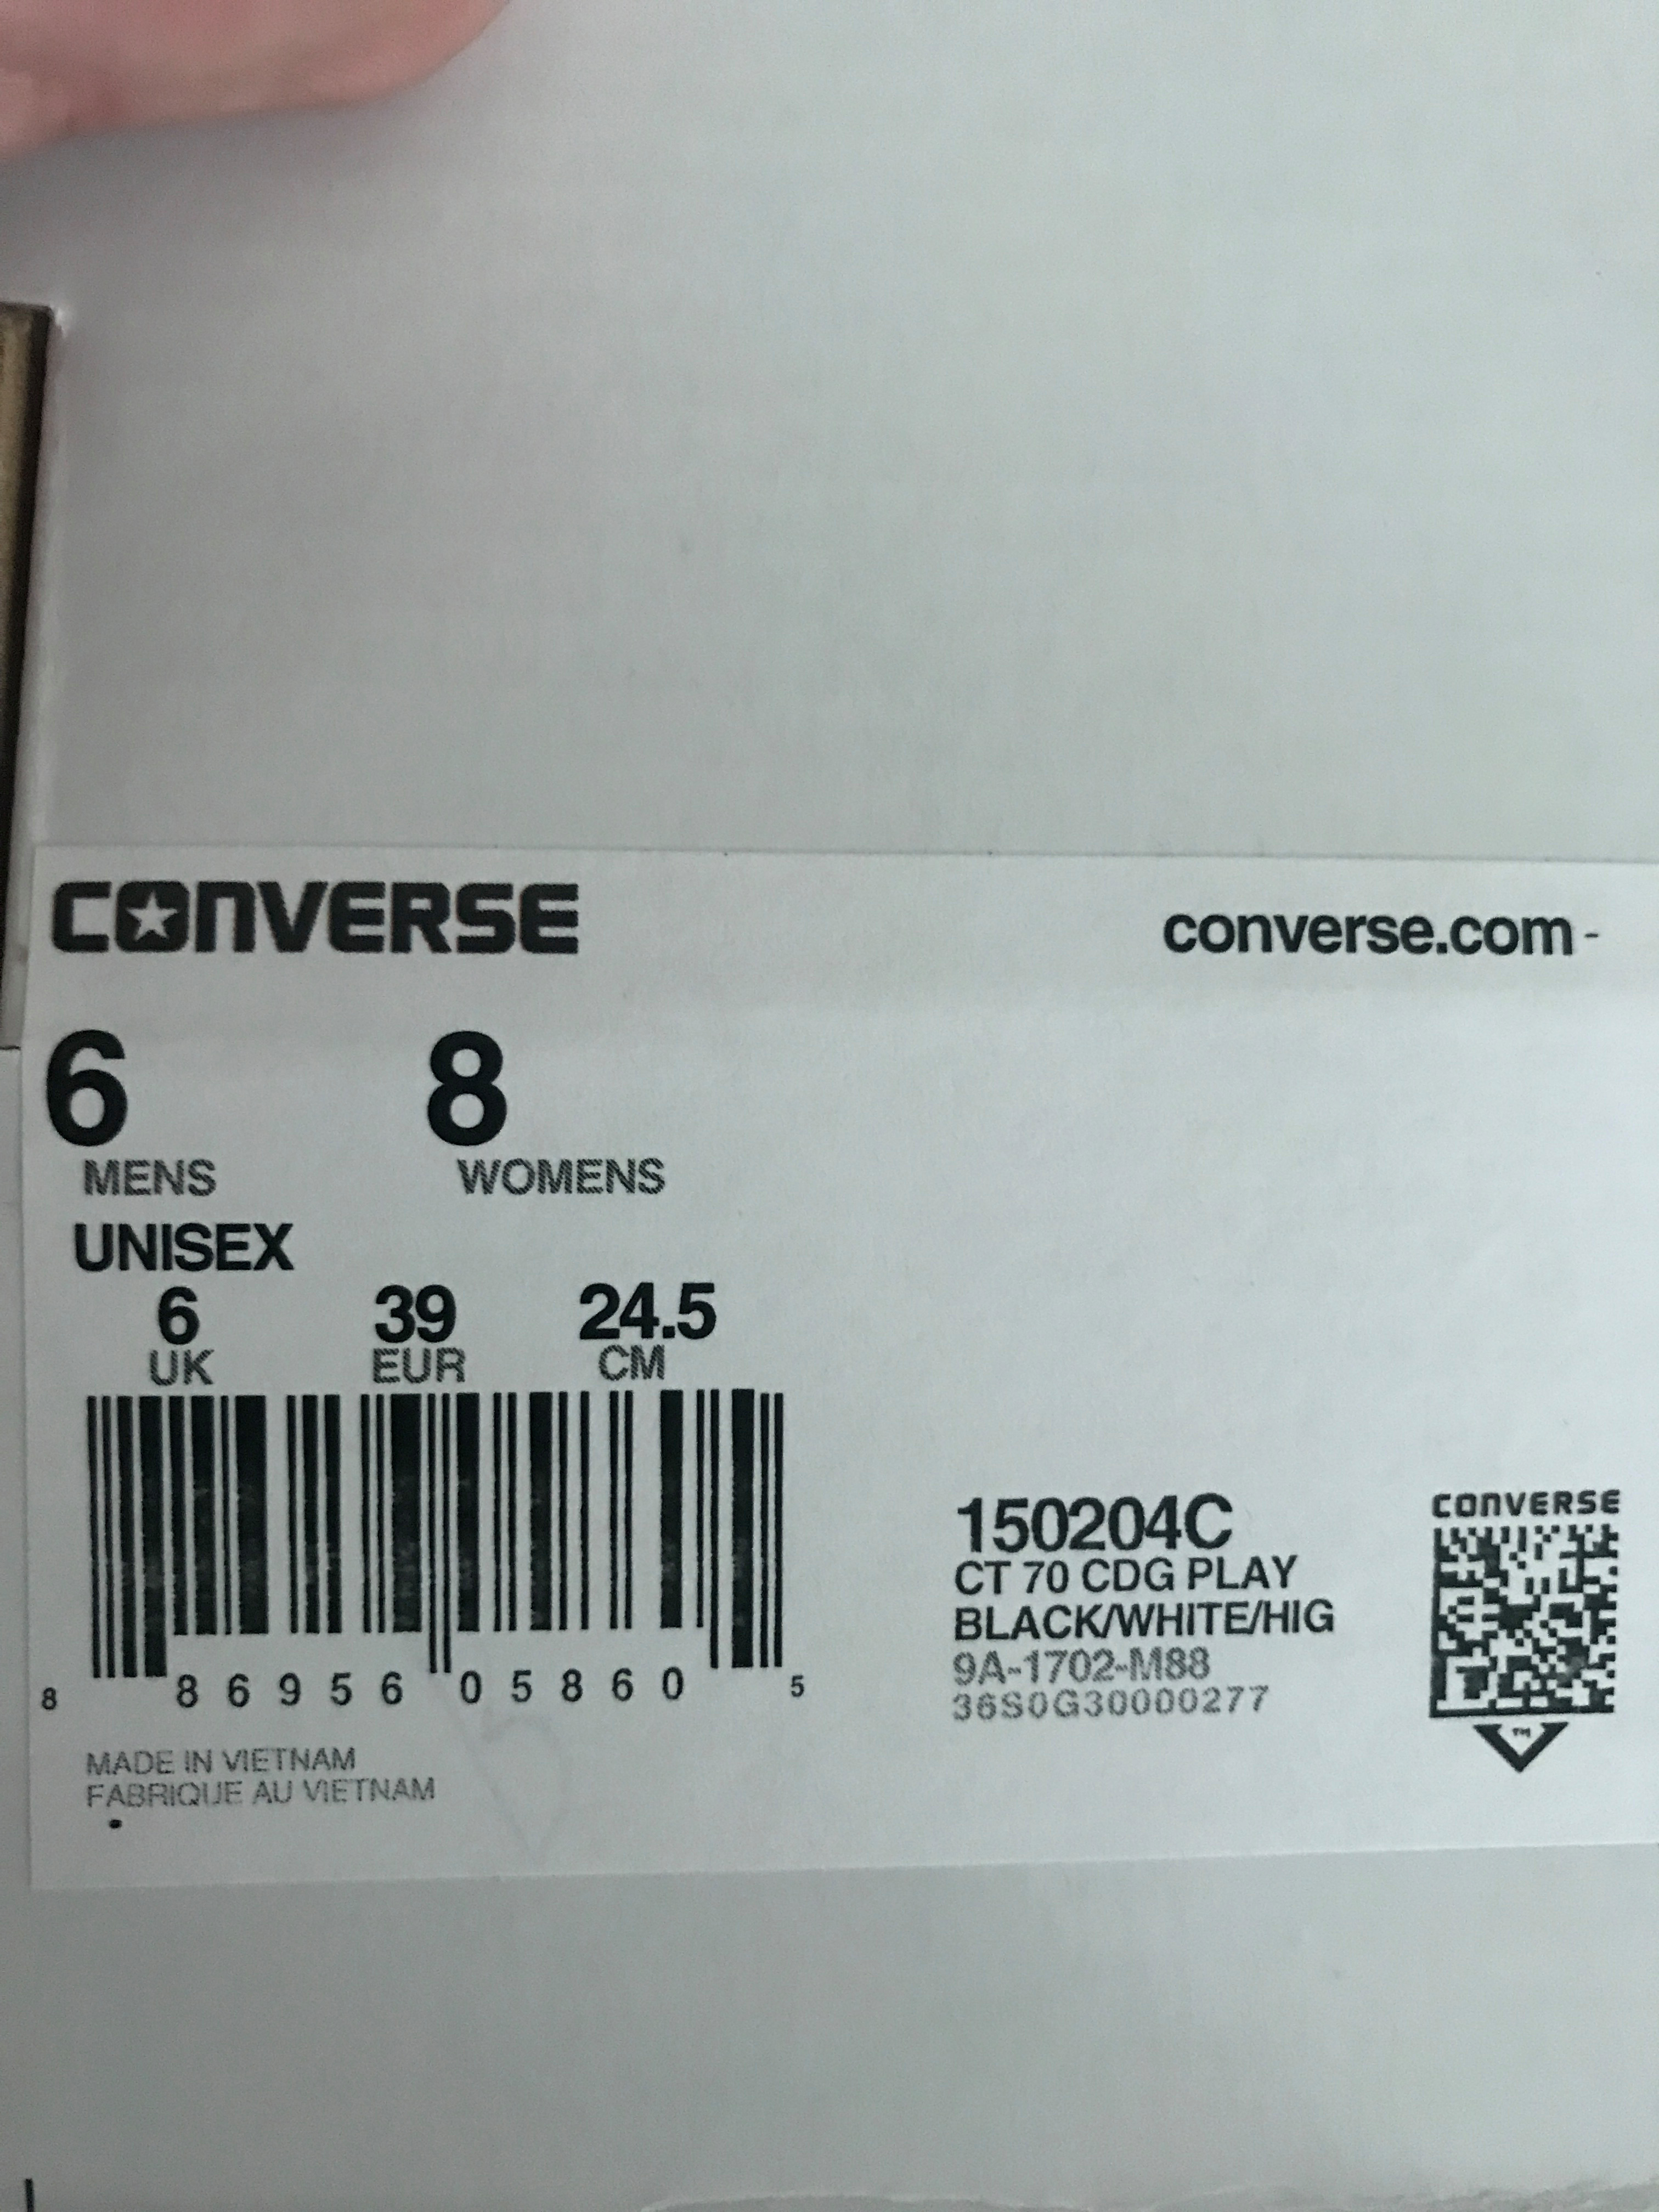 CONVERSE
converse.com -
6 8
MENS WOMENS
UNISEX
6 39 24.5
UK EUR CM
8 86956 05860 5
MADE IN VIETNAM
FABRIQUE AU VIETNAM
150204C
CT 70 CDG PLAY
BLACK/WHITE/HIG
9A-1702-M88
36S0G30000277
CONVERSE
TM